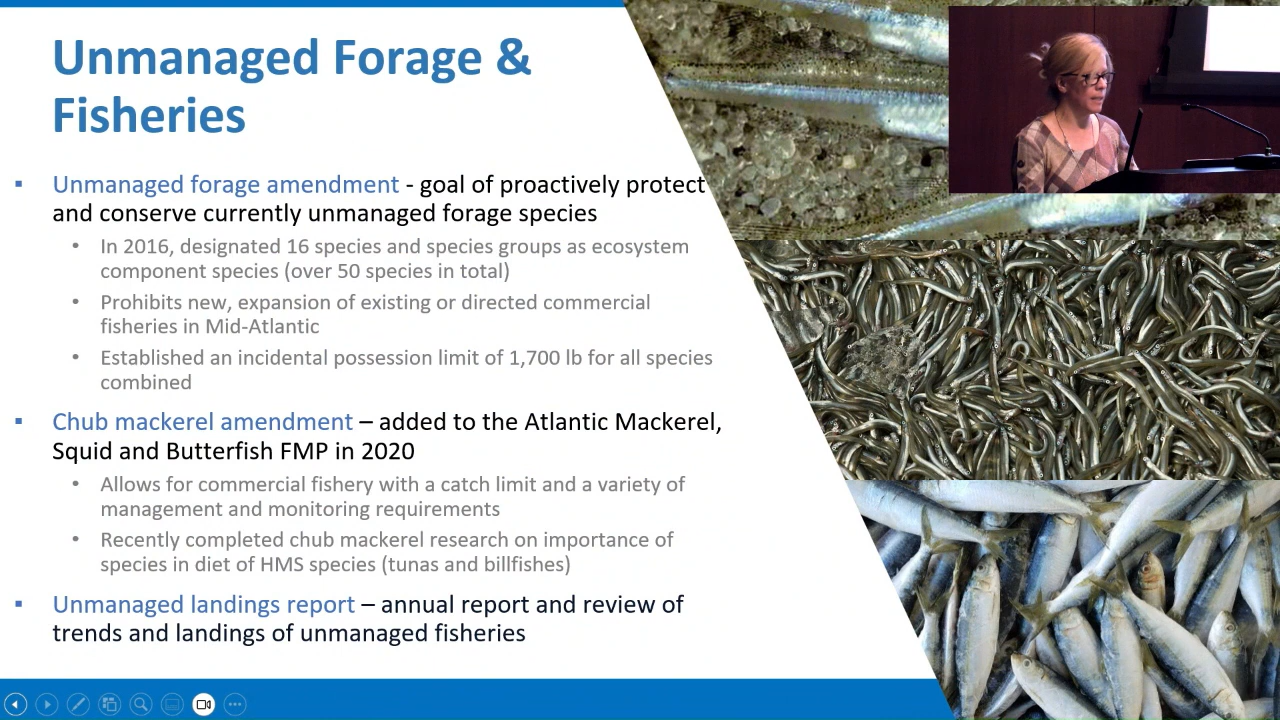 Unmanaged Forage &
Fisheries
▪ Unmanaged forage amendment - goal of proactively protect
and conserve currently unmanaged forage species
• In 2016, designated 16 species and species groups as ecosystem
component species (over 50 species in total)
• Prohibits new, expansion of existing or directed commercial
fisheries in Mid-Atlantic
• Established an incidental possession limit of 1,700 lb for all species
combined
▪ Chub mackerel amendment – added to the Atlantic Mackerel,
Squid and Butterfish FMP in 2020
• Allows for commercial fishery with a catch limit and a variety of
management and monitoring requirements
• Recently completed chub mackerel research on importance of
species in diet of HMS species (tunas and billfishes)
▪ Unmanaged landings report – annual report and review of
trends and landings of unmanaged fisheries